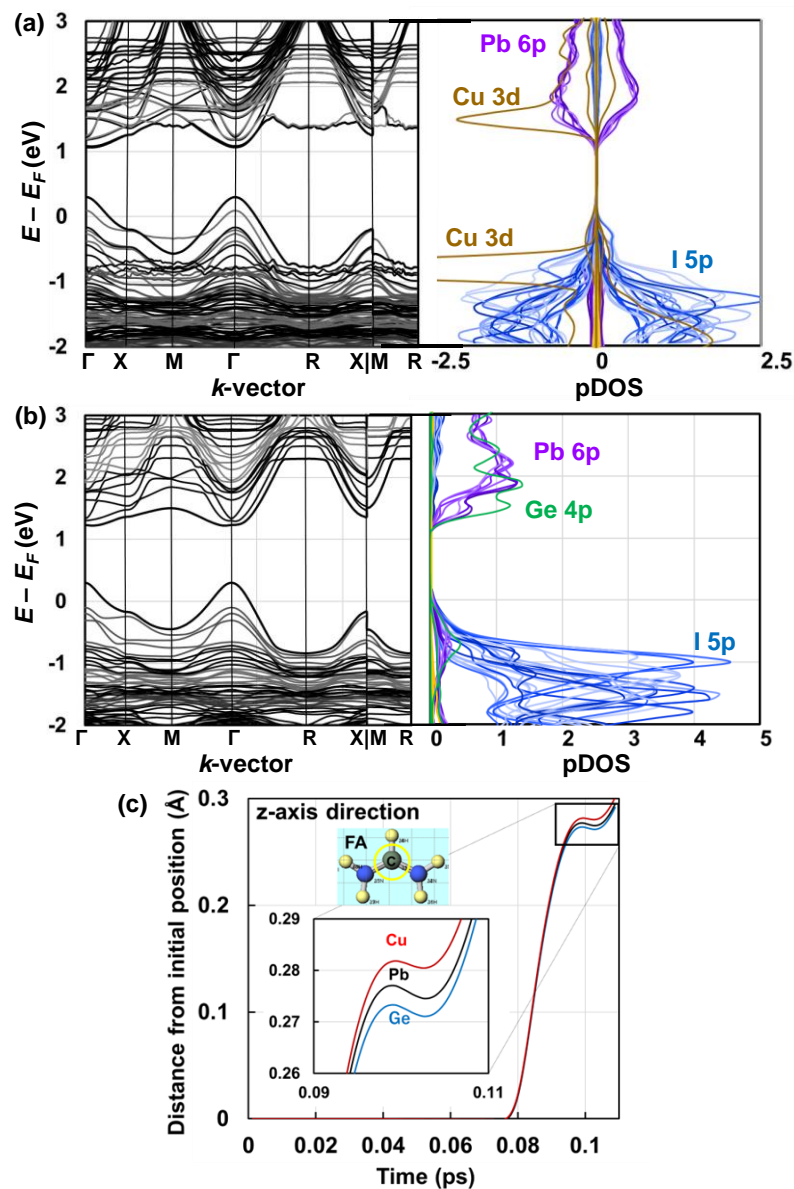 (a)
3
2
1
0
-1
-2
E – E_F (eV)
Γ X M Γ R X|M R
k-vector
Pb 6p
Cu 3d
Cu 3d
I 5p
-2.5 0 2.5
pDOS
(b)
3
2
1
0
-1
-2
E – E_F (eV)
Γ X M Γ R X|M R
k-vector
Pb 6p
Ge 4p
I 5p
0 1 2 3 4 5
pDOS
(c)
Distance from initial position (Å)
0.3
0.2
0.1
0
z-axis direction
FA
C
0.29
0.28
0.27
0.26
Cu
Pb
Ge
0.09 0.11
0 0.02 0.04 0.06 0.08 0.1
Time (ps)